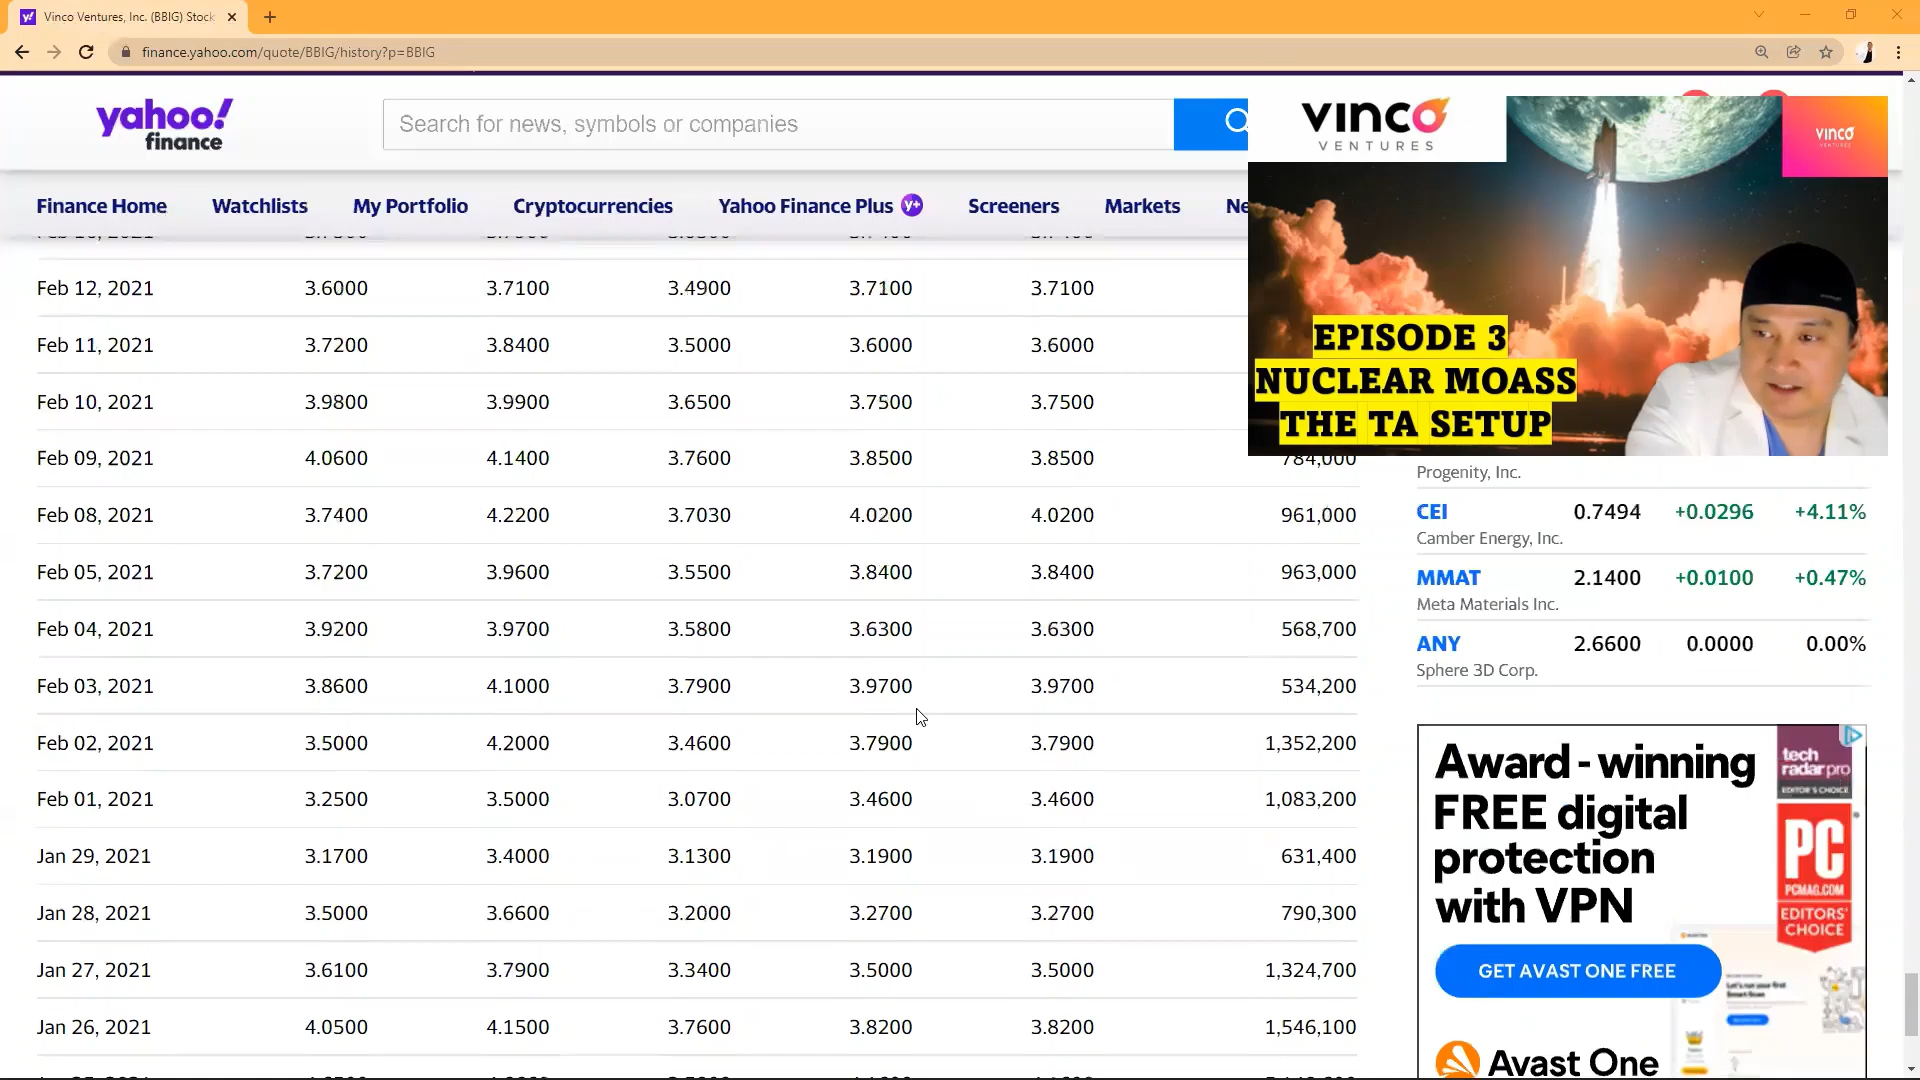 Vinco Ventures, Inc. (BBIG) Stock
finance.yahoo.com/quote/BBIG/history?p=BBIG
yahoo!
finance
Search for news, symbols or companies
Finance Home Watchlists My Portfolio Cryptocurrencies Yahoo Finance Plus y+ Screeners Markets Ne
vinco
VENTURES
vinco
VENTURES
EPISODE 3
NUCLEAR MOASS
THE TA SETUP
Feb 12, 2021 3.6000 3.7100 3.4900 3.7100 3.7100
Feb 11, 2021 3.7200 3.8400 3.5000 3.6000 3.6000
Feb 10, 2021 3.9800 3.9900 3.6500 3.7500 3.7500
Feb 09, 2021 4.0600 4.1400 3.7600 3.8500 3.8500 784,000
Feb 08, 2021 3.7400 4.2200 3.7030 4.0200 4.0200 961,000
Feb 05, 2021 3.7200 3.9600 3.5500 3.8400 3.8400 963,000
Feb 04, 2021 3.9200 3.9700 3.5800 3.6300 3.6300 568,700
Feb 03, 2021 3.8600 4.1000 3.7900 3.9700 3.9700 534,200
Feb 02, 2021 3.5000 4.2000 3.4600 3.7900 3.7900 1,352,200
Feb 01, 2021 3.2500 3.5000 3.0700 3.4600 3.4600 1,083,200
Jan 29, 2021 3.1700 3.4000 3.1300 3.1900 3.1900 631,400
Jan 28, 2021 3.5000 3.6600 3.2000 3.2700 3.2700 790,300
Jan 27, 2021 3.6100 3.7900 3.3400 3.5000 3.5000 1,324,700
Jan 26, 2021 4.0500 4.1500 3.7600 3.8200 3.8200 1,546,100
Progenity, Inc.
CEI 0.7494 +0.0296 +4.11%
Camber Energy, Inc.
MMAT 2.1400 +0.0100 +0.47%
Meta Materials Inc.
ANY 2.6600 0.0000 0.00%
Sphere 3D Corp.
Award-winning
FREE digital
protection
with VPN
tech
radar pro
EDITOR'S CHOICE
PC
PCMAG.COM
EDITORS'
CHOICE
GET AVAST ONE FREE
Avast One